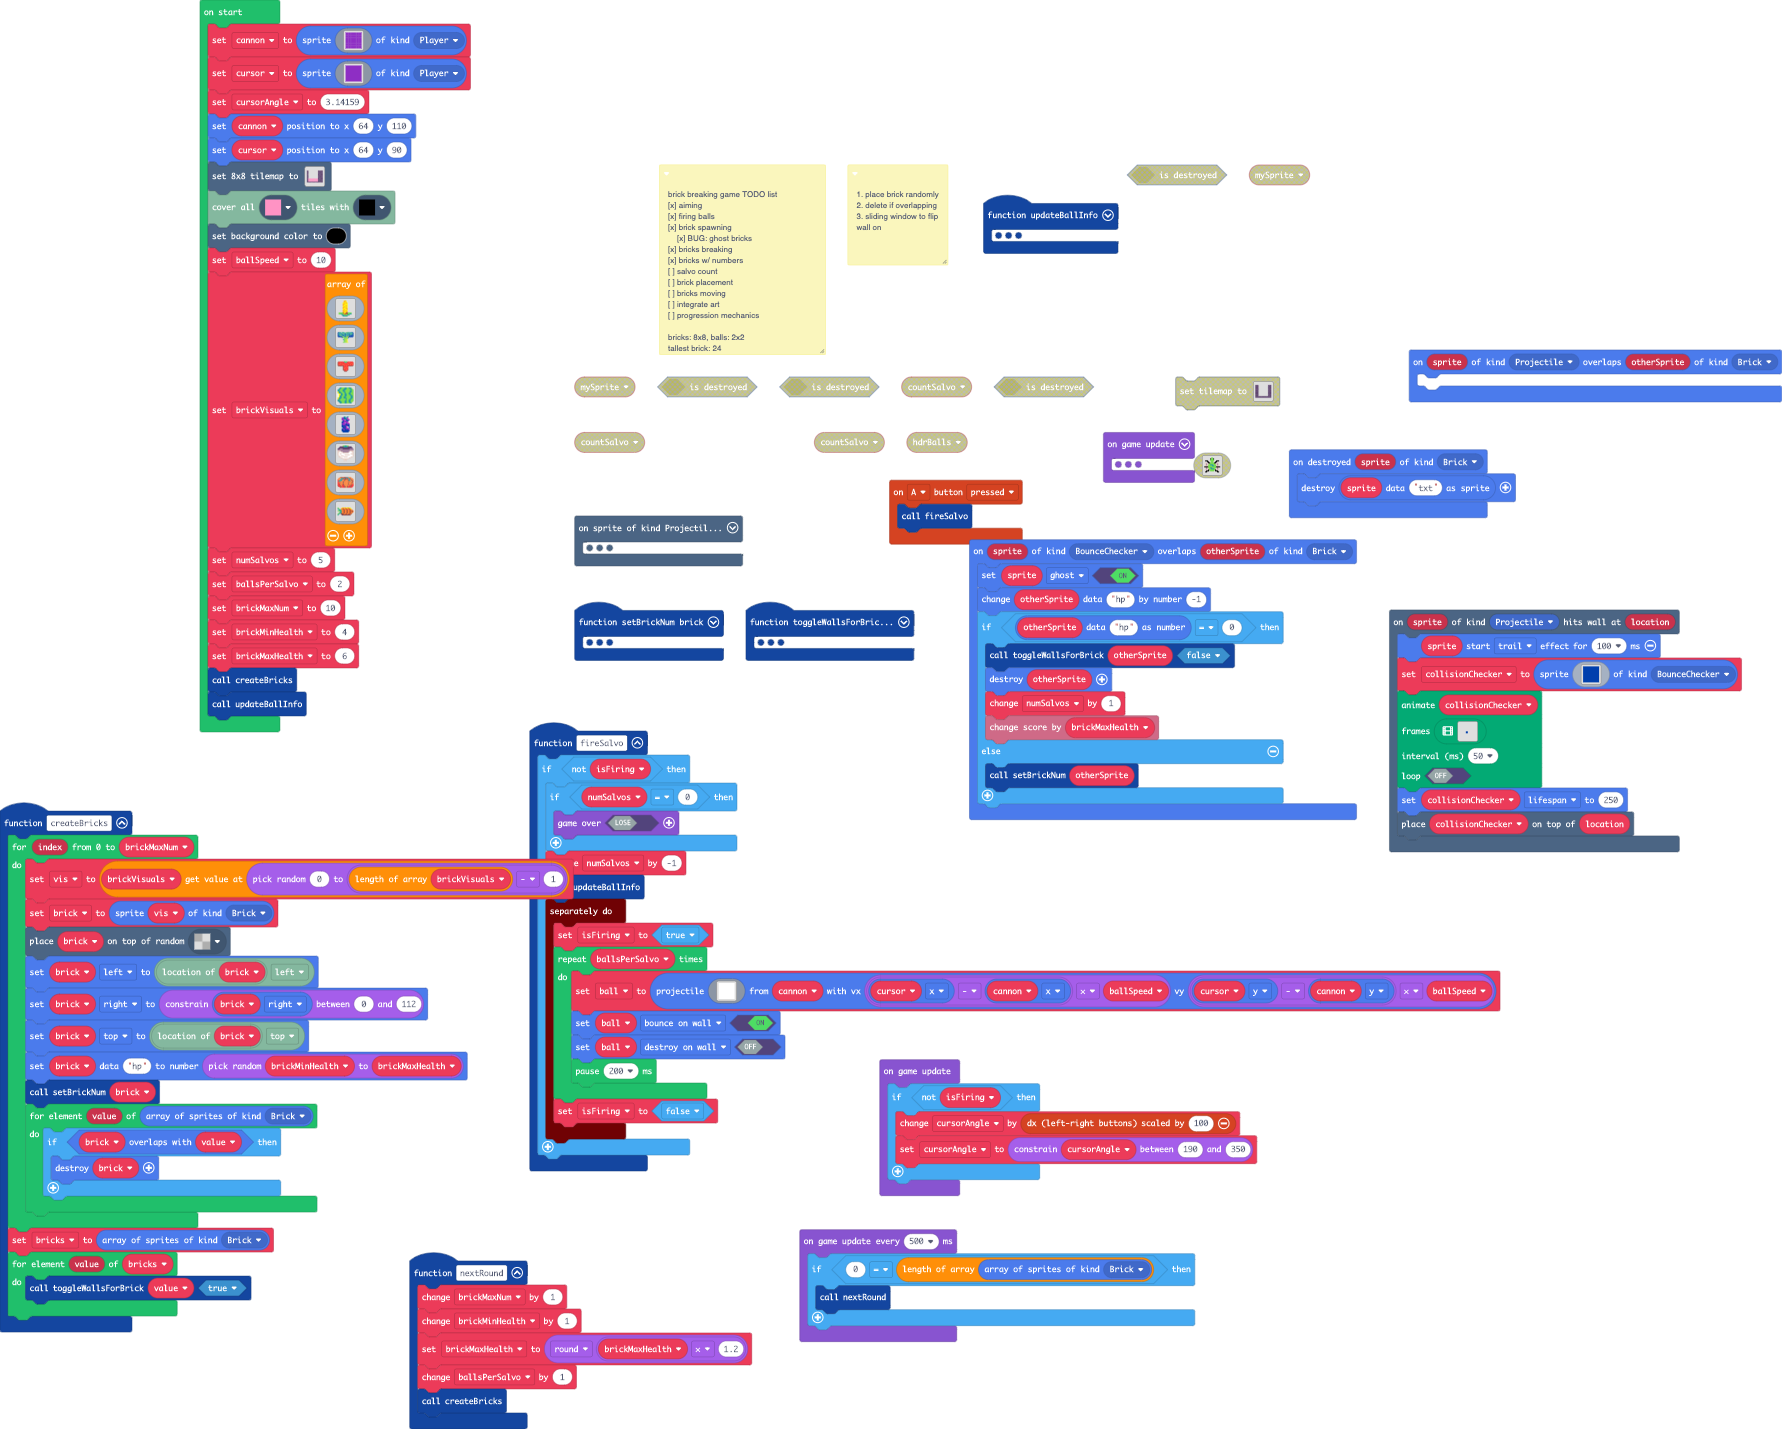 on start
set cannon to sprite of kind Player
set cursor to sprite of kind Player
set cursorAngle to 3.14159
set cannon position to x 64 y 110
set cursor position to x 64 y 90
set 8x8 tilemap to
cover all tiles with
set background color to
set ballSpeed to 10
set brickVisuals to array of
set numSalvos to 5
set ballsPerSalvo to 2
set brickMaxNum to 10
set brickMinHealth to 4
set brickMaxHealth to 6
call createBricks
call updateBallInfo
brick breaking game TODO list
[x] aiming
[x] firing balls
[x] brick spawning
[x] BUG: ghost bricks
[x] bricks breaking
[x] bricks w/ numbers
[ ] salvo count
[ ] brick placement
[ ] bricks moving
[ ] integrate art
[ ] progression mechanics
bricks: 8x8, balls: 2x2
tallest brick: 24
1. place brick randomly
2. delete if overlapping
3. sliding window to flip
wall on
function updateBallInfo
is destroyed
mySprite
mySprite
is destroyed
is destroyed
countSalvo
is destroyed
set tilemap to
on sprite of kind Projectile overlaps otherSprite of kind Brick
countSalvo
countSalvo
hdrBalls
on game update
on destroyed sprite of kind Brick
destroy sprite data "txt" as sprite
on A button pressed
call fireSalvo
on sprite of kind Projectil...
function setBrickNum brick
function toggleWallsForBric...
on sprite of kind BounceChecker overlaps otherSprite of kind Brick
set sprite ghost ON
change otherSprite data "hp" by number -1
if otherSprite data "hp" as number = 0 then
call toggleWallsForBrick otherSprite false
destroy otherSprite
change numSalvos by 1
change score by brickMaxHealth
else
call setBrickNum otherSprite
on sprite of kind Projectile hits wall at location
sprite start trail effect for 100 ms
set collisionChecker to sprite of kind BounceChecker
animate collisionChecker
frames
interval (ms) 50
loop OFF
set collisionChecker lifespan to 250
place collisionChecker on top of location
function fireSalvo
if not isFiring then
if numSalvos = 0 then
game over LOSE
e numSalvos by -1
updateBallInfo
separately do
set isFiring to true
repeat ballsPerSalvo times
do
set ball to projectile from cannon with vx cursor x - cannon x × ballSpeed vy cursor y - cannon y × ballSpeed
set ball bounce on wall ON
set ball destroy on wall OFF
pause 200 ms
set isFiring to false
function createBricks
for index from 0 to brickMaxNum
do
set vis to brickVisuals get value at pick random 0 to length of array brickVisuals - 1
set brick to sprite vis of kind Brick
place brick on top of random
set brick left to location of brick left
set brick right to constrain brick right between 0 and 112
set brick top to location of brick top
set brick data "hp" to number pick random brickMinHealth to brickMaxHealth
call setBrickNum brick
for element value of array of sprites of kind Brick
do
if brick overlaps with value then
destroy brick
set bricks to array of sprites of kind Brick
for element value of bricks
do
call toggleWallsForBrick value true
on game update
if not isFiring then
change cursorAngle by dx (left-right buttons) scaled by 100
set cursorAngle to constrain cursorAngle between 190 and 350
on game update every 500 ms
if 0 = length of array array of sprites of kind Brick then
call nextRound
function nextRound
change brickMaxNum by 1
change brickMinHealth by 1
set brickMaxHealth to round brickMaxHealth × 1.2
change ballsPerSalvo by 1
call createBricks